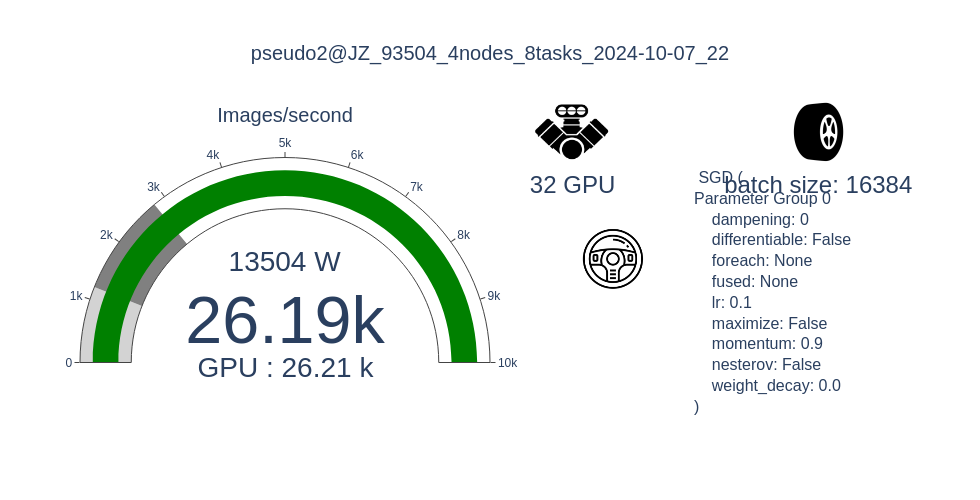 pseudo2@JZ_93504_4nodes_8tasks_2024-10-07_22
Images/second
0
1k
2k
3k
4k
5k
6k
7k
8k
9k
10k
13504 W
26.19k
GPU : 26.21 k
32 GPU
batch size: 16384
SGD (
Parameter Group 0
    dampening: 0
    differentiable: False
    foreach: None
    fused: None
    lr: 0.1
    maximize: False
    momentum: 0.9
    nesterov: False
    weight_decay: 0.0
)